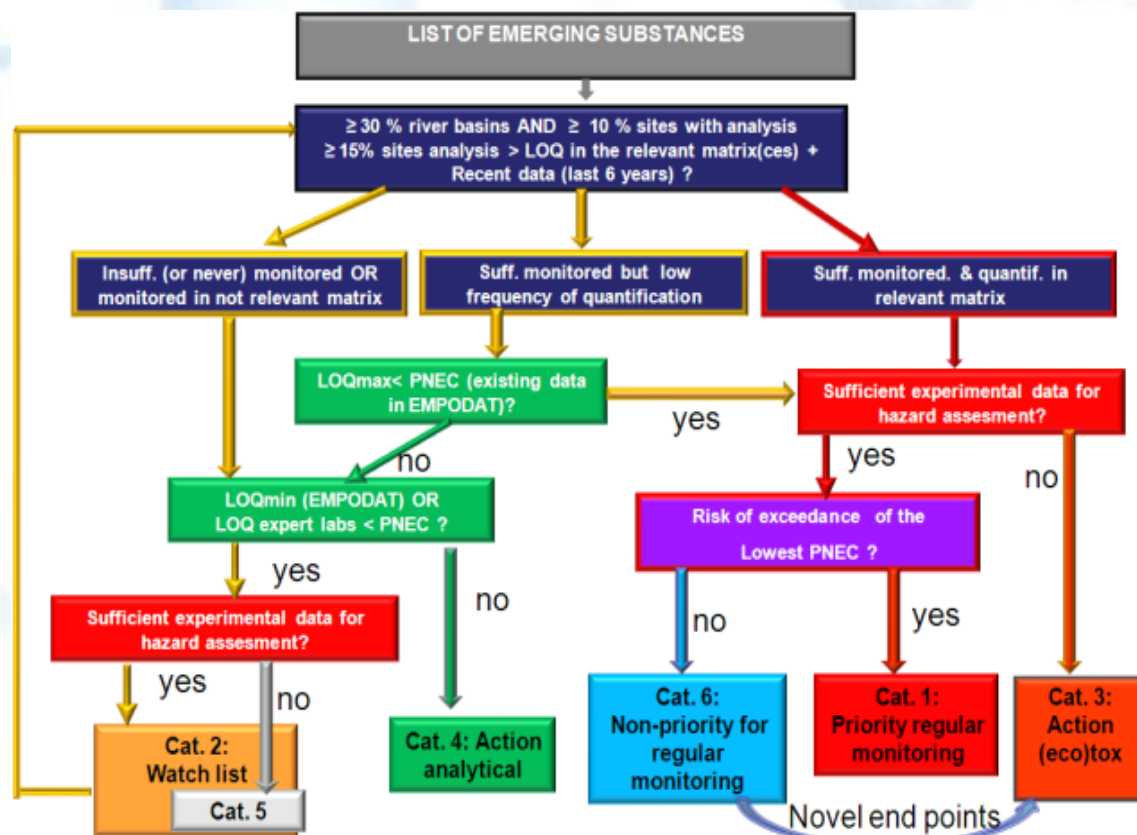 LIST OF EMERGING SUBSTANCES
≥ 30 % river basins AND ≥ 10 % sites with analysis
≥ 15% sites analysis > LOQ in the relevant matrix(ces) +
Recent data (last 6 years) ?
Insuff. (or never) monitored OR
monitored in not relevant matrix
Suff. monitored but low
frequency of quantification
Suff. monitored. & quantif. in
relevant matrix
LOQmax< PNEC (existing data
in EMPODAT)?
yes
Sufficient experimental data for
hazard assesment?
no
yes
no
LOQmin (EMPODAT) OR
LOQ expert labs < PNEC ?
Risk of exceedance of the
Lowest PNEC ?
yes
no
no
yes
Sufficient experimental data for
hazard assesment?
yes
no
Cat. 2:
Watch list
Cat. 5
Cat. 4: Action
analytical
Cat. 6:
Non-priority for
regular
monitoring
Cat. 1:
Priority regular
monitoring
Cat. 3:
Action
(eco)tox
Novel end points